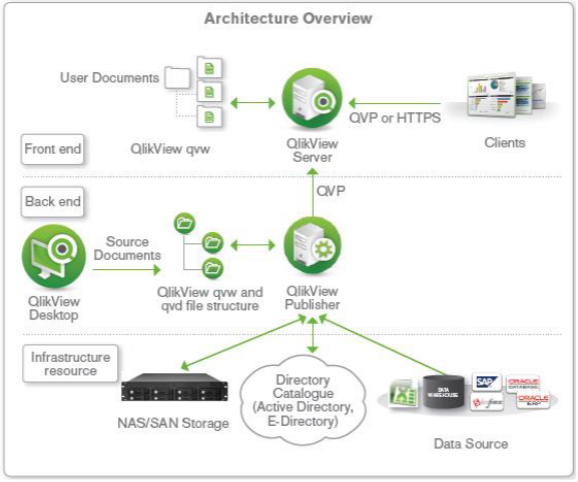 Architecture Overview
User Documents
QlikView qvw
QlikView
Server
QVP or HTTPS
Clients
Front end
QVP
Back end
QlikView
Desktop
Source
Documents
QlikView qvw and
qvd file structure
QlikView
Publisher
Infrastructure
resource
NAS/SAN Storage
Directory
Catalogue
(Active Directory,
E-Directory)
DATA
WAREHOUSE
SAP
ORACLE
DATABASE
ORACLE
Data Source